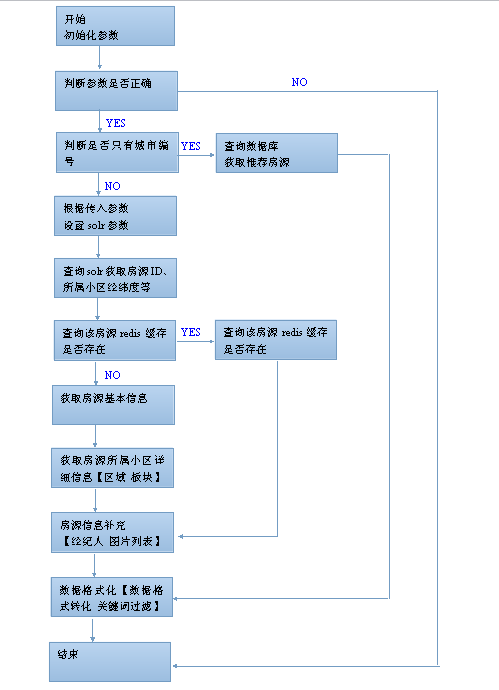 开始
初始化参数
判断参数是否正确
NO
YES
判断是否只有城市编
号
YES
查询数据库
获取推荐房源
NO
根据传入参数
设置 solr 参数
查询 solr 获取房源 ID、
所属小区经纬度等
查询该房源 redis 缓存
是否存在
YES
查询该房源 redis 缓存
是否存在
NO
获取房源基本信息
获取房源所属小区详
细信息【区域 板块】
房源信息补充
【经纪人 图片列表】
数据格式化【数据格
式转化 关键词过滤】
结束